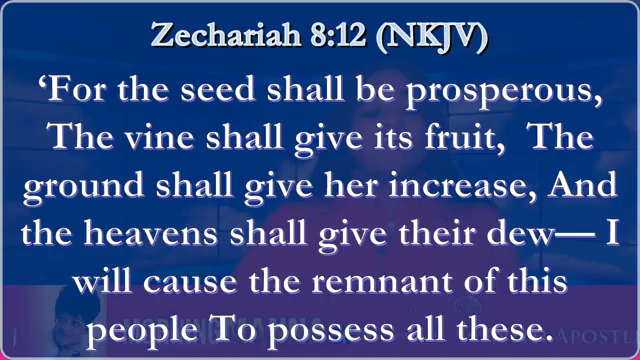 Zechariah 8:12 (NKJV)
‘For the seed shall be prosperous,
The vine shall give its fruit, The
ground shall give her increase, And
the heavens shall give their dew— I
will cause the remnant of this
people To possess all these.